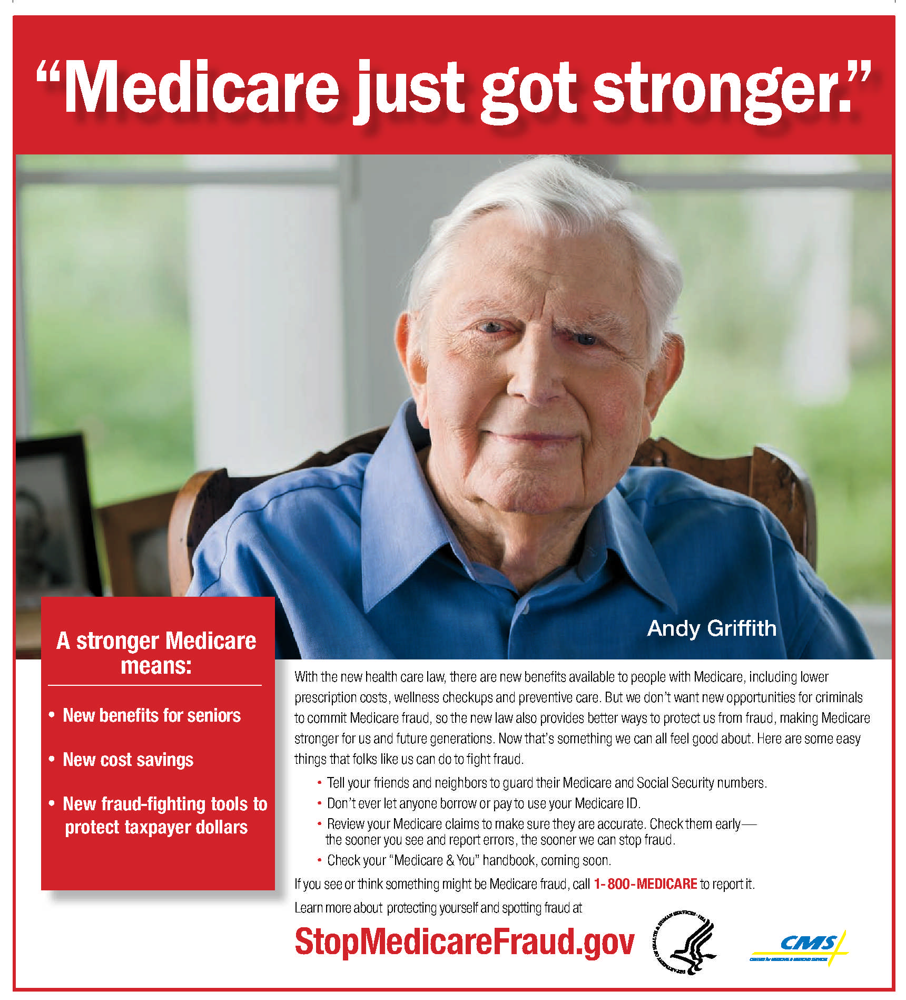 “Medicare just got stronger.”
Andy Griffith
A stronger Medicare
means:
• New benefits for seniors
• New cost savings
• New fraud-fighting tools to
protect taxpayer dollars
With the new health care law, there are new benefits available to people with Medicare, including lower
prescription costs, wellness checkups and preventive care. But we don’t want new opportunities for criminals
to commit Medicare fraud, so the new law also provides better ways to protect us from fraud, making Medicare
stronger for us and future generations. Now that’s something we can all feel good about. Here are some easy
things that folks like us can do to fight fraud.
• Tell your friends and neighbors to guard their Medicare and Social Security numbers.
• Don’t ever let anyone borrow or pay to use your Medicare ID.
• Review your Medicare claims to make sure they are accurate. Check them early—
the sooner you see and report errors, the sooner we can stop fraud.
• Check your “Medicare & You” handbook, coming soon.
If you see or think something might be Medicare fraud, call 1-800-MEDICARE to report it.
Learn more about protecting yourself and spotting fraud at
StopMedicareFraud.gov
DEPARTMENT OF HEALTH & HUMAN SERVICES · USA
CMS
CENTERS for MEDICARE & MEDICAID SERVICES